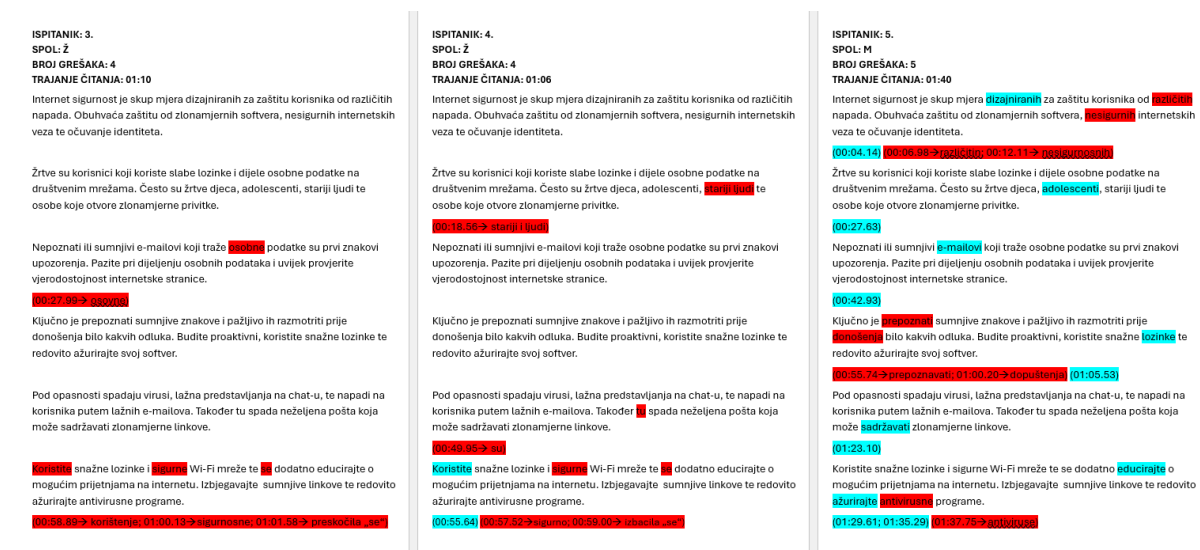 ISPITANIK: 3.
SPOL: Ž
BROJ GREŠAKA: 4
TRAJANJE ČITANJA: 01:10
Internet sigurnost je skup mjera dizajniranih za zaštitu korisnika od različitih
napada. Obuhvaća zaštitu od zlonamjernih softvera, nesigurnih internetskih
veza te očuvanje identiteta.
Žrtve su korisnici koji koriste slabe lozinke i dijele osobne podatke na
društvenim mrežama. Često su žrtve djeca, adolescenti, stariji ljudi te
osobe koje otvore zlonamjerne privitke.
Nepoznati ili sumnjivi e-mailovi koji traže osobne podatke su prvi znakovi
upozorenja. Pazite pri dijeljenju osobnih podataka i uvijek provjerite
vjerodostojnost internetske stranice.
(00:27.99→ osovne)
Ključno je prepoznati sumnjive znakove i pažljivo ih razmotriti prije
donošenja bilo kakvih odluka. Budite proaktivni, koristite snažne lozinke te
redovito ažurirajte svoj softver.
Pod opasnosti spadaju virusi, lažna predstavljanja na chat-u, te napadi na
korisnika putem lažnih e-mailova. Također tu spada neželjena pošta koja
može sadržavati zlonamjerne linkove.
Koristite snažne lozinke i sigurne Wi-Fi mreže te se dodatno educirajte o
mogućim prijetnjama na internetu. Izbjegavajte sumnjive linkove te redovito
ažurirajte antivirusne programe.
(00:58.89→ korištenje; 01:00.13→sigurnosne; 01:01.58→ preskočila „se“)
ISPITANIK: 4.
SPOL: Ž
BROJ GREŠAKA: 4
TRAJANJE ČITANJA: 01:06
Internet sigurnost je skup mjera dizajniranih za zaštitu korisnika od različitih
napada. Obuhvaća zaštitu od zlonamjernih softvera, nesigurnih internetskih
veza te očuvanje identiteta.
Žrtve su korisnici koji koriste slabe lozinke i dijele osobne podatke na
društvenim mrežama. Često su žrtve djeca, adolescenti, stariji ljudi te
osobe koje otvore zlonamjerne privitke.
(00:18.56→ stariji i ljudi)
Nepoznati ili sumnjivi e-mailovi koji traže osobne podatke su prvi znakovi
upozorenja. Pazite pri dijeljenju osobnih podataka i uvijek provjerite
vjerodostojnost internetske stranice.
Ključno je prepoznati sumnjive znakove i pažljivo ih razmotriti prije
donošenja bilo kakvih odluka. Budite proaktivni, koristite snažne lozinke te
redovito ažurirajte svoj softver.
Pod opasnosti spadaju virusi, lažna predstavljanja na chat-u, te napadi na
korisnika putem lažnih e-mailova. Također tu spada neželjena pošta koja
može sadržavati zlonamjerne linkove.
(00:49.95→ su)
Koristite snažne lozinke i sigurne Wi-Fi mreže te se dodatno educirajte o
mogućim prijetnjama na internetu. Izbjegavajte sumnjive linkove te redovito
ažurirajte antivirusne programe.
(00:55.64) (00:57.52→sigurno; 00:59.00→ izbacila „se“)
ISPITANIK: 5.
SPOL: M
BROJ GREŠAKA: 5
TRAJANJE ČITANJA: 01:40
Internet sigurnost je skup mjera dizajniranih za zaštitu korisnika od različitih
napada. Obuhvaća zaštitu od zlonamjernih softvera, nesigurnih internetskih
veza te očuvanje identiteta.
(00:04.14) (00:06.98→različitin; 00:12.11→ nesigurnosnih)
Žrtve su korisnici koji koriste slabe lozinke i dijele osobne podatke na
društvenim mrežama. Često su žrtve djeca, adolescenti, stariji ljudi te
osobe koje otvore zlonamjerne privitke.
(00:27.63)
Nepoznati ili sumnjivi e-mailovi koji traže osobne podatke su prvi znakovi
upozorenja. Pazite pri dijeljenju osobnih podataka i uvijek provjerite
vjerodostojnost internetske stranice.
(00:42.93)
Ključno je prepoznati sumnjive znakove i pažljivo ih razmotriti prije
donošenja bilo kakvih odluka. Budite proaktivni, koristite snažne lozinke te
redovito ažurirajte svoj softver.
(00:55.74→prepoznavati; 01:00.20→dopuštenja) (01:05.53)
Pod opasnosti spadaju virusi, lažna predstavljanja na chat-u, te napadi na
korisnika putem lažnih e-mailova. Također tu spada neželjena pošta koja
može sadržavati zlonamjerne linkove.
(01:23.10)
Koristite snažne lozinke i sigurne Wi-Fi mreže te se dodatno educirajte o
mogućim prijetnjama na internetu. Izbjegavajte sumnjive linkove te redovito
ažurirajte antivirusne programe.
(01:29.61; 01:35.29) (01:37.75→antiviruse)